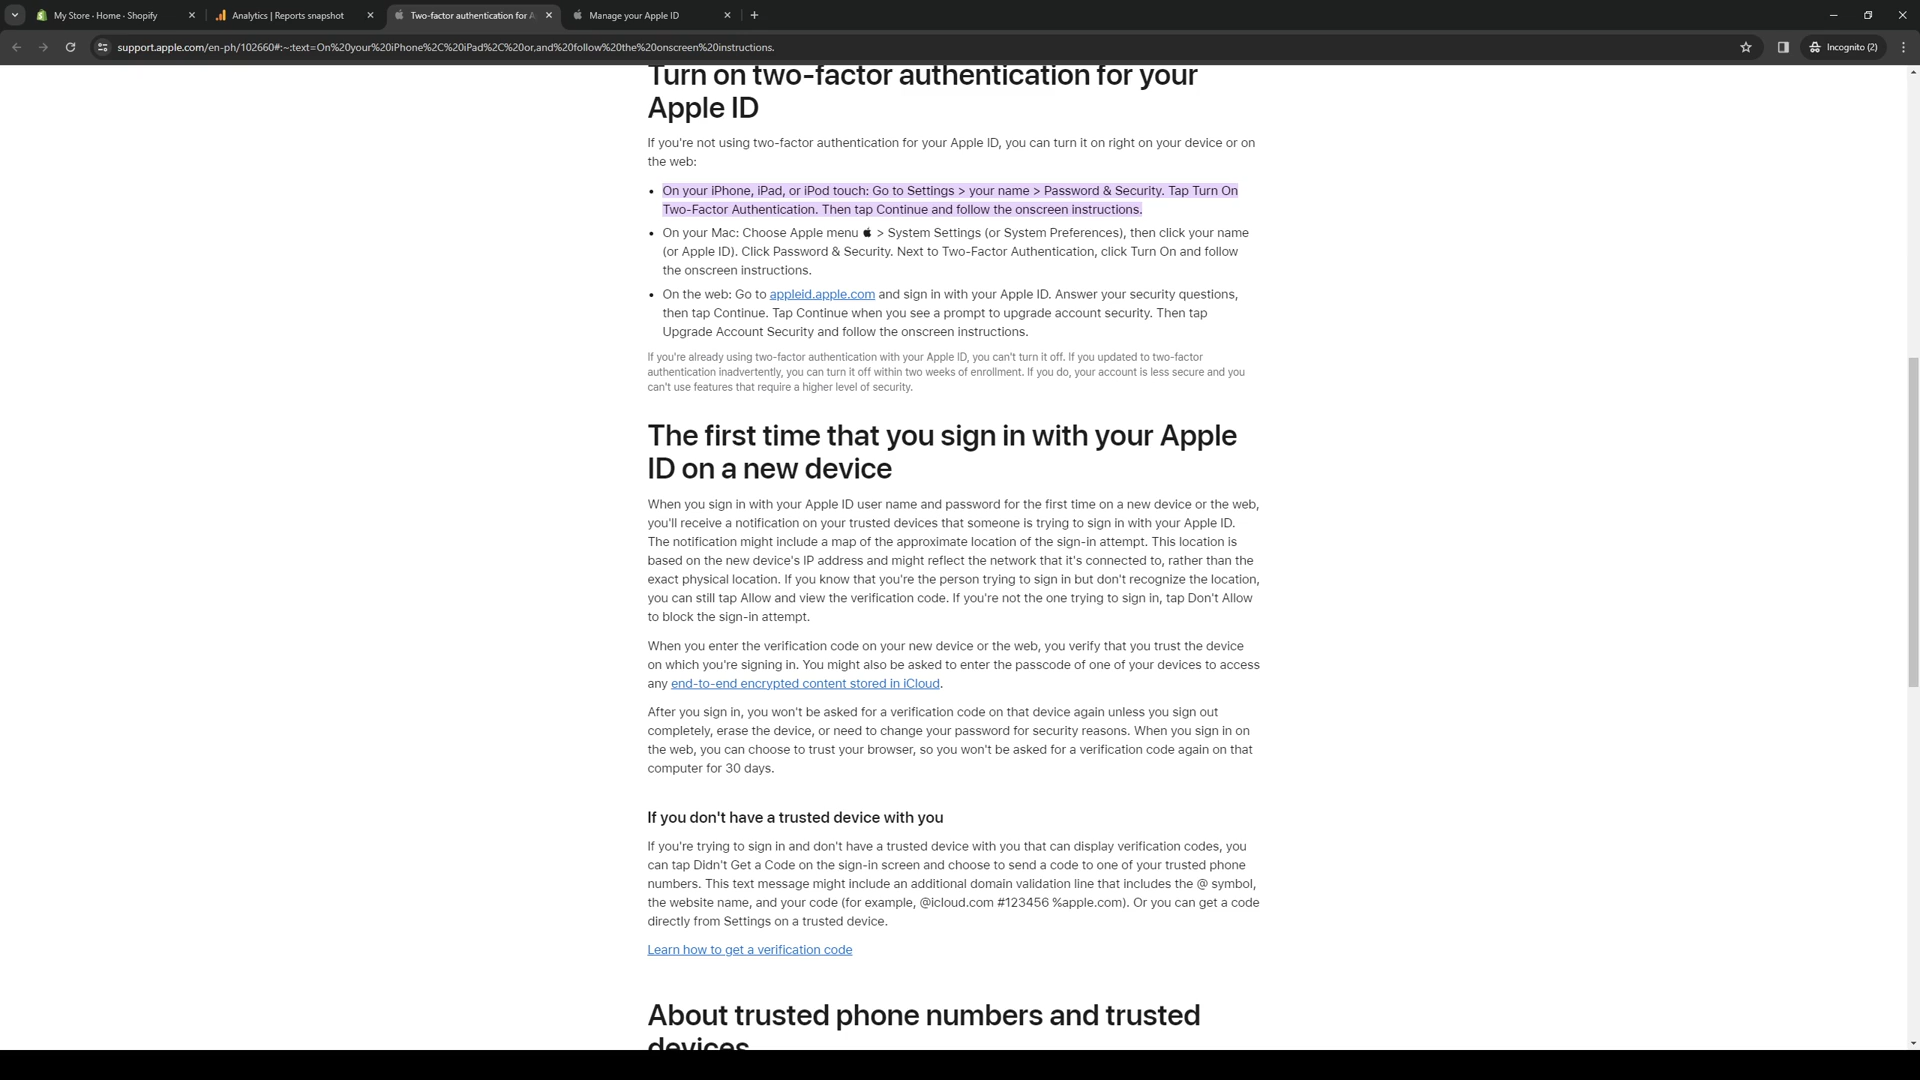 My Store · Home · Shopify
Analytics | Reports snapshot
Two-factor authentication for A
Manage your Apple ID
support.apple.com/en-ph/102660#:~:text=On%20your%20iPhone%2C%20iPad%2C%20or,and%20follow%20the%20onscreen%20instructions.
Incognito (2)
Turn on two-factor authentication for your
Apple ID
If you're not using two-factor authentication for your Apple ID, you can turn it on right on your device or on
the web:
• On your iPhone, iPad, or iPod touch: Go to Settings > your name > Password & Security. Tap Turn On
Two-Factor Authentication. Then tap Continue and follow the onscreen instructions.
• On your Mac: Choose Apple menu > System Settings (or System Preferences), then click your name
(or Apple ID). Click Password & Security. Next to Two-Factor Authentication, click Turn On and follow
the onscreen instructions.
• On the web: Go to appleid.apple.com and sign in with your Apple ID. Answer your security questions,
then tap Continue. Tap Continue when you see a prompt to upgrade account security. Then tap
Upgrade Account Security and follow the onscreen instructions.
If you're already using two-factor authentication with your Apple ID, you can't turn it off. If you updated to two-factor
authentication inadvertently, you can turn it off within two weeks of enrollment. If you do, your account is less secure and you
can't use features that require a higher level of security.
The first time that you sign in with your Apple
ID on a new device
When you sign in with your Apple ID user name and password for the first time on a new device or the web,
you'll receive a notification on your trusted devices that someone is trying to sign in with your Apple ID.
The notification might include a map of the approximate location of the sign-in attempt. This location is
based on the new device's IP address and might reflect the network that it's connected to, rather than the
exact physical location. If you know that you're the person trying to sign in but don't recognize the location,
you can still tap Allow and view the verification code. If you're not the one trying to sign in, tap Don't Allow
to block the sign-in attempt.
When you enter the verification code on your new device or the web, you verify that you trust the device
on which you're signing in. You might also be asked to enter the passcode of one of your devices to access
any end-to-end encrypted content stored in iCloud.
After you sign in, you won't be asked for a verification code on that device again unless you sign out
completely, erase the device, or need to change your password for security reasons. When you sign in on
the web, you can choose to trust your browser, so you won't be asked for a verification code again on that
computer for 30 days.
If you don't have a trusted device with you
If you're trying to sign in and don't have a trusted device with you that can display verification codes, you
can tap Didn't Get a Code on the sign-in screen and choose to send a code to one of your trusted phone
numbers. This text message might include an additional domain validation line that includes the @ symbol,
the website name, and your code (for example, @icloud.com #123456 %apple.com). Or you can get a code
directly from Settings on a trusted device.
Learn how to get a verification code
About trusted phone numbers and trusted
devices